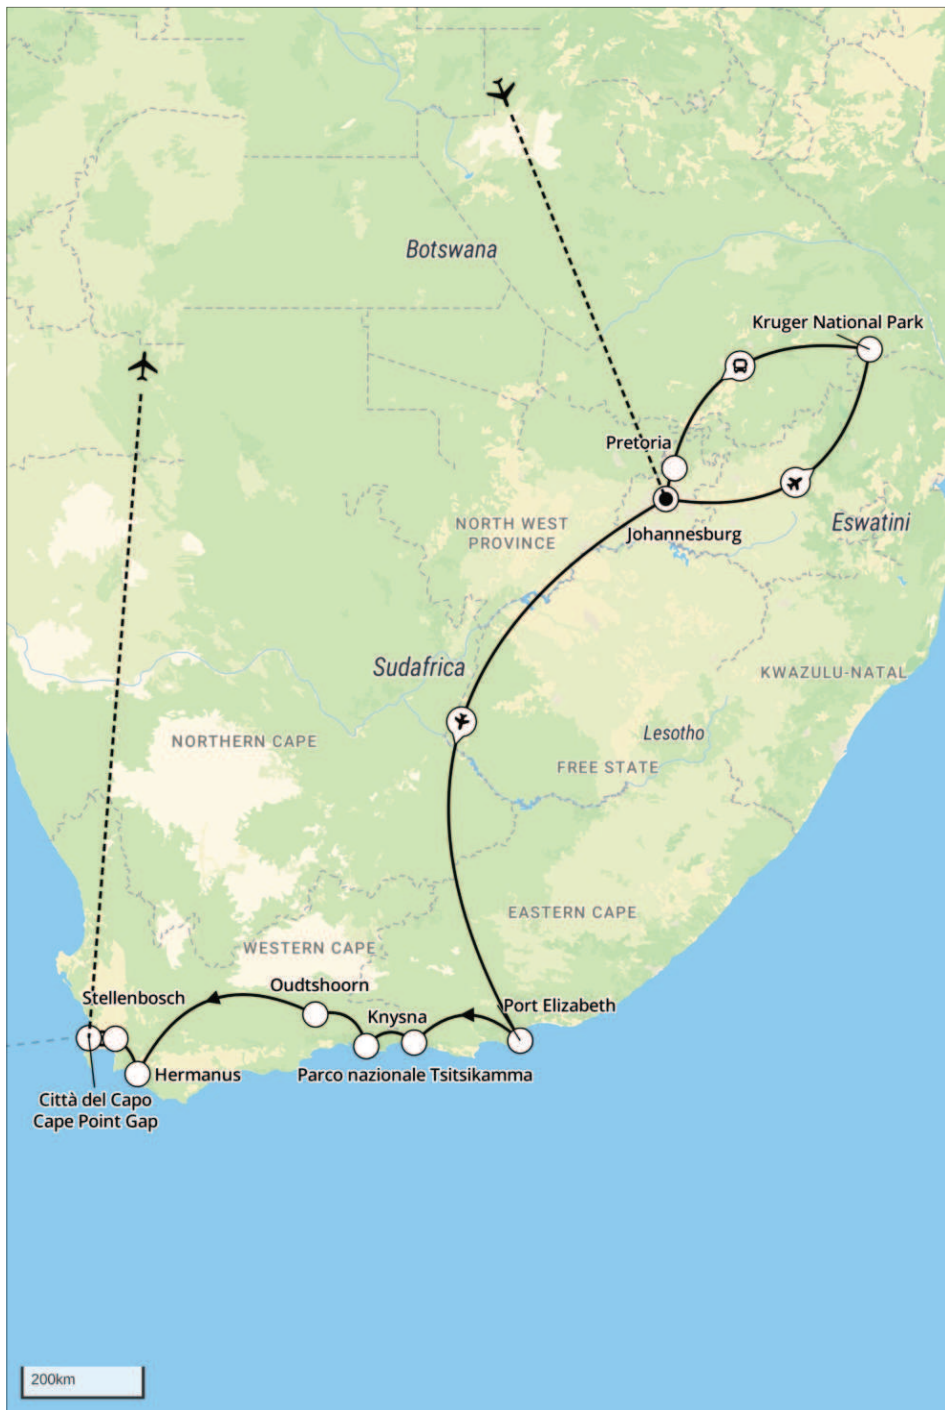 Botswana
Kruger National Park
Pretoria
NORTH WEST
PROVINCE
Johannesburg
Eswatini
Sudafrica
KWAZULU-NATAL
NORTHERN CAPE
Lesotho
FREE STATE
EASTERN CAPE
WESTERN CAPE
Oudtshoorn
Stellenbosch
Port Elizabeth
Knysna
Hermanus
Parco nazionale Tsitsikamma
Città del Capo
Cape Point Gap
200km